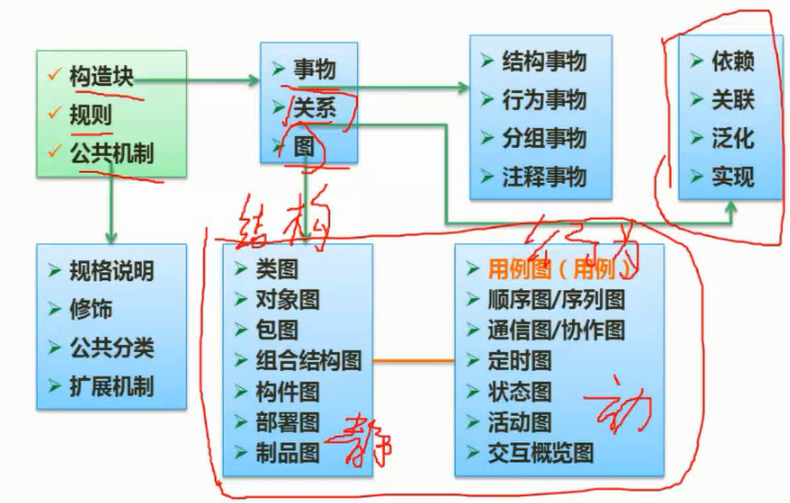 构造块
规则
公共机制
事物
关系
图
结构事物
行为事物
分组事物
注释事物
依赖
关联
泛化
实现
结构
行为
规格说明
修饰
公共分类
扩展机制
类图
对象图
包图
组合结构图
构件图
部署图
制品图
静
用例图（用例）
顺序图/序列图
通信图/协作图
定时图
状态图
活动图
交互概览图
动